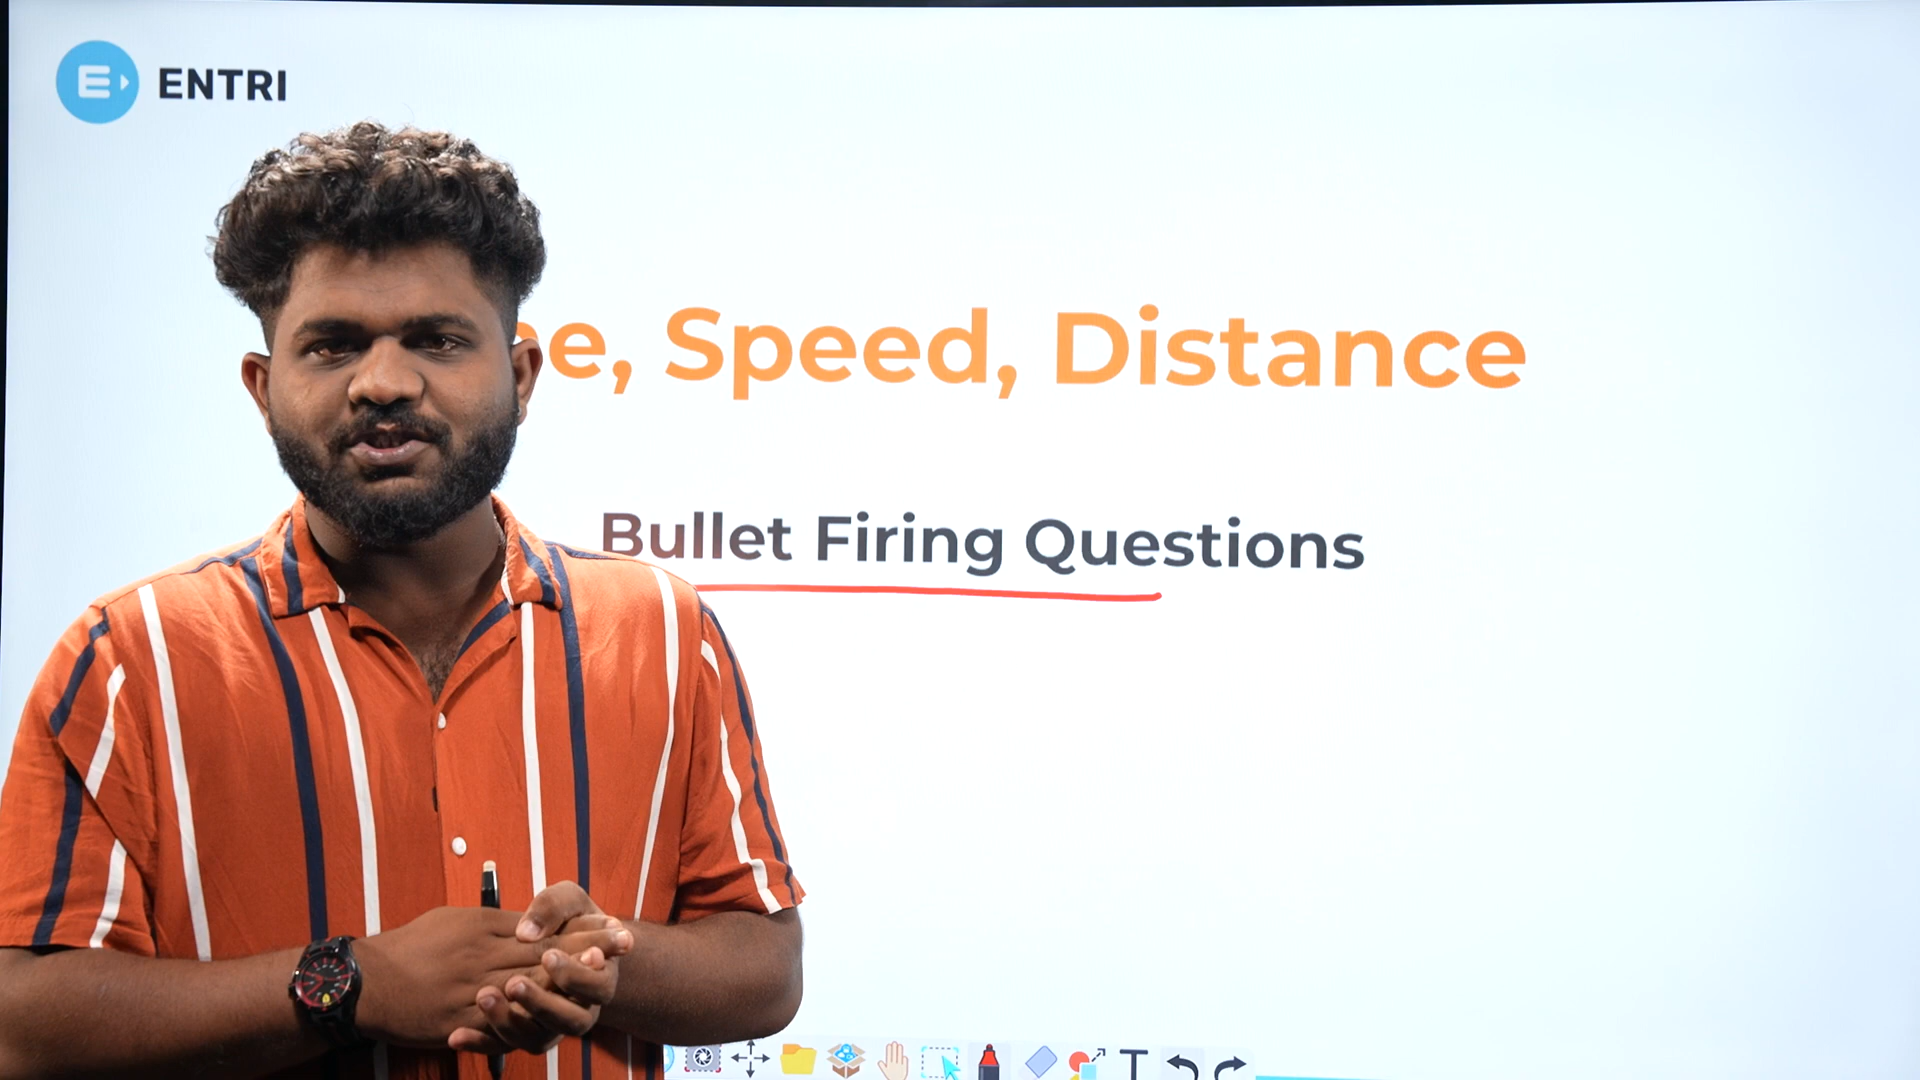 ENTRI
e, Speed, Distance
Bullet Firing Questions